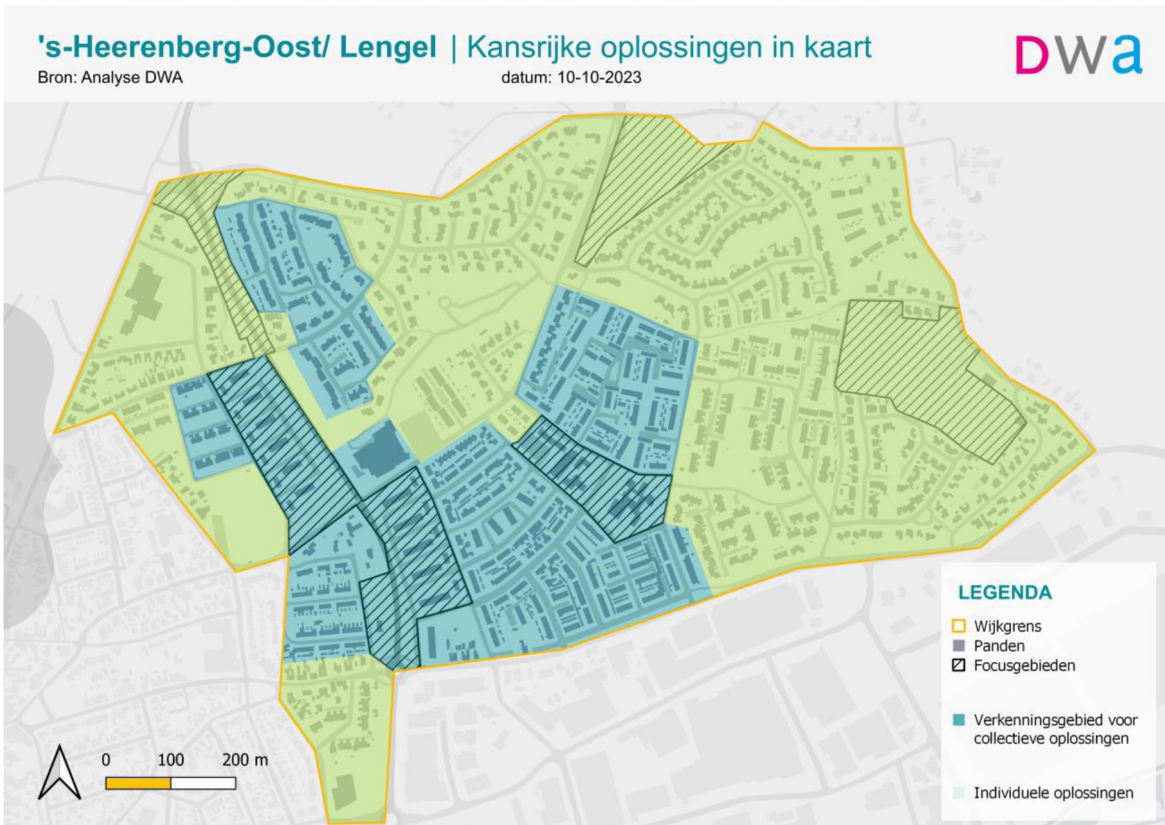 's-Heerenberg-Oost/ Lengel | Kansrijke oplossingen in kaart
Bron: Analyse DWA datum: 10-10-2023
DWa
LEGENDA
Wijkgrens
Panden
Focusgebieden
Verkenningsgebied voor
collectieve oplossingen
Individuele oplossingen
0 100 200 m